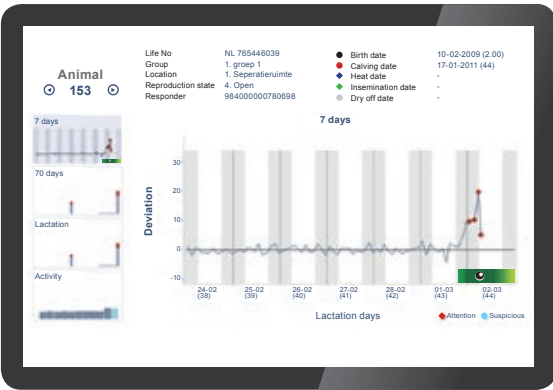 Animal
153
Life No NL 765446039
Group 1. groep 1
Location 1. Seperatieruimte
Reproduction state 4. Open
Responder 984000000780698
Birth date 10-02-2009 (2.00)
Calving date 17-01-2011 (44)
Heat date -
Insemination date -
Dry off date -
7 days
70 days
Lactation
Activity
7 days
Deviation
30
20
10
0
-10
24-02 25-02 26-02 27-02 28-02 01-03 02-03
(38) (39) (40) (41) (42) (43) (44)
Lactation days
Attention Suspicious